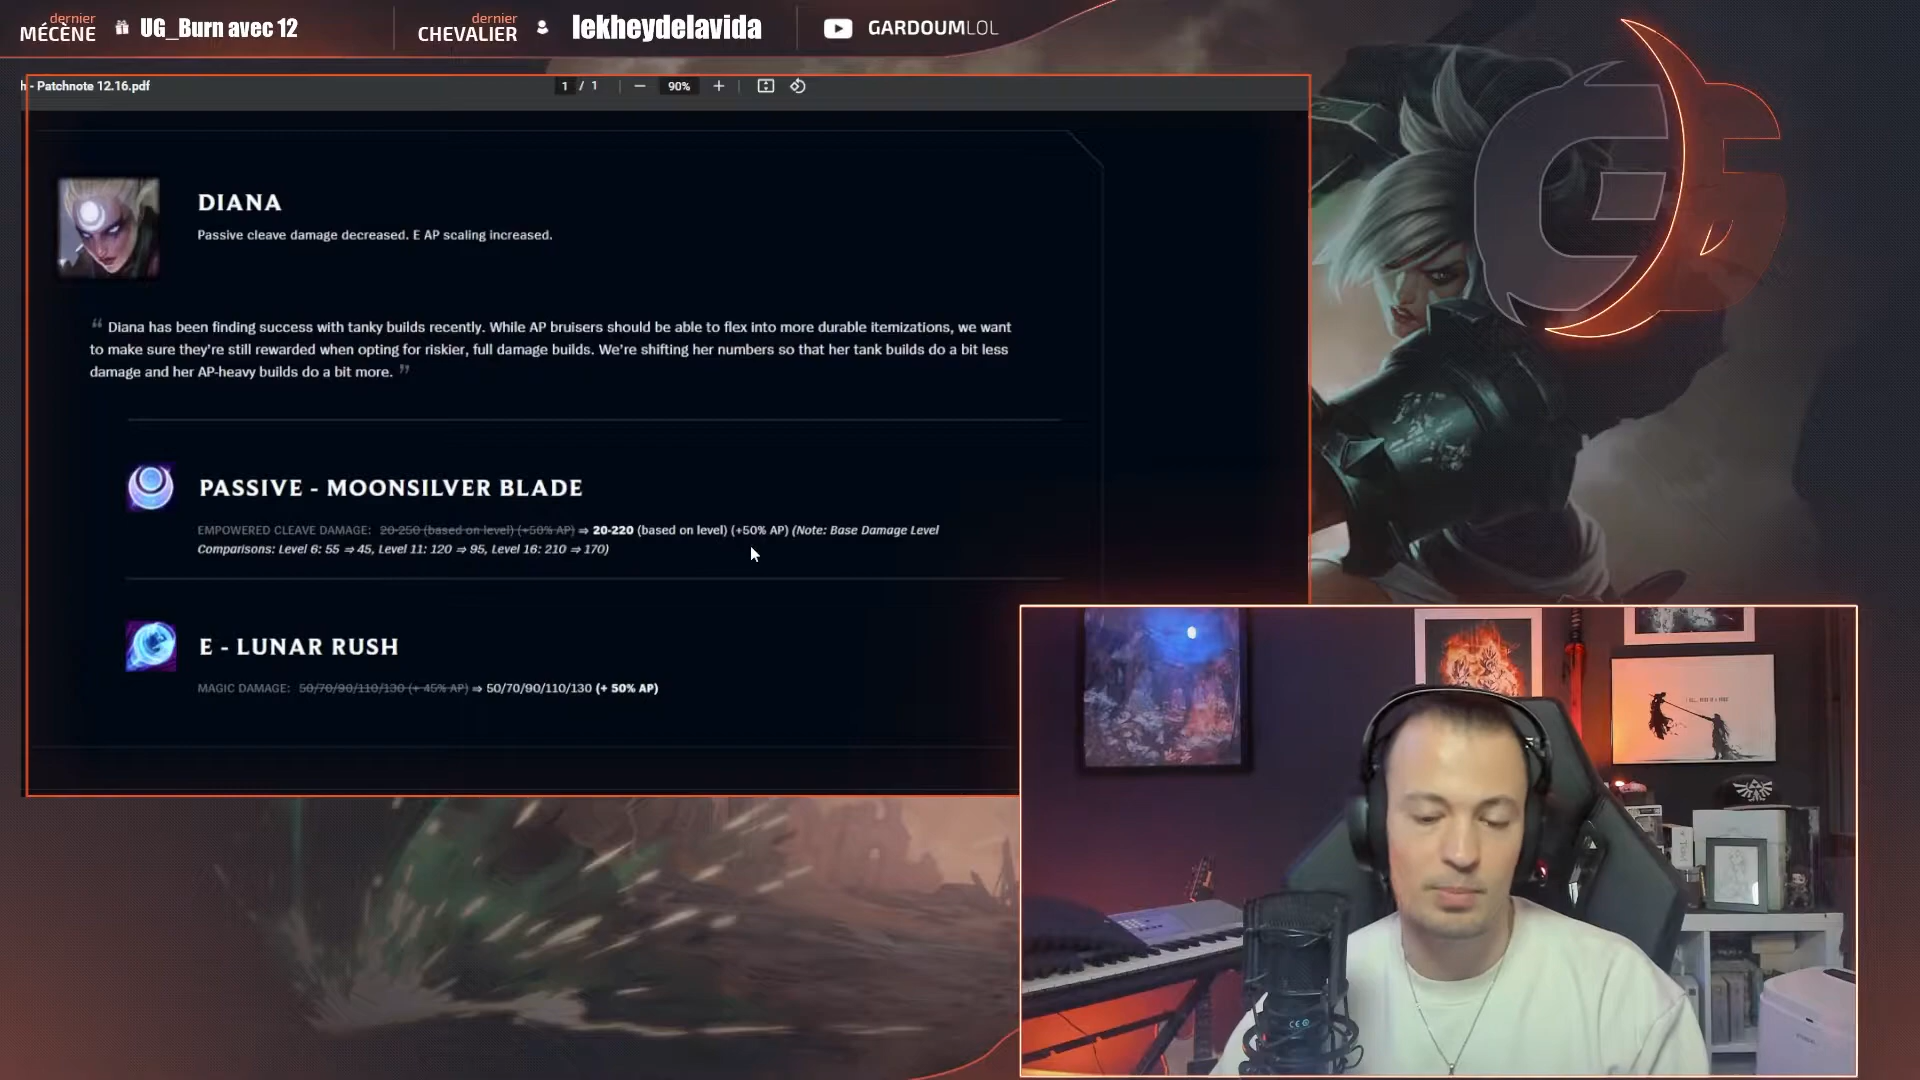 dernier
MÉCÈNE
UG_Burn avec 12
dernier
CHEVALIER
lekheydelavida
GARDOUMLOL
- Patchnote 12.16.pdf
1 / 1
90%
DIANA
Passive cleave damage decreased. E AP scaling increased.
“ Diana has been finding success with tanky builds recently. While AP bruisers should be able to flex into more durable itemizations, we want
to make sure they're still rewarded when opting for riskier, full damage builds. We're shifting her numbers so that her tank builds do a bit less
damage and her AP-heavy builds do a bit more. ”
PASSIVE - MOONSILVER BLADE
EMPOWERED CLEAVE DAMAGE: 20-250 (based on level) (+50% AP) ⇒ 20-220 (based on level) (+50% AP) (Note: Base Damage Level
Comparisons: Level 6: 55 ⇒ 45, Level 11: 120 ⇒ 95, Level 16: 210 ⇒ 170)
E - LUNAR RUSH
MAGIC DAMAGE: 50/70/90/110/130 (+ 45% AP) ⇒ 50/70/90/110/130 (+ 50% AP)